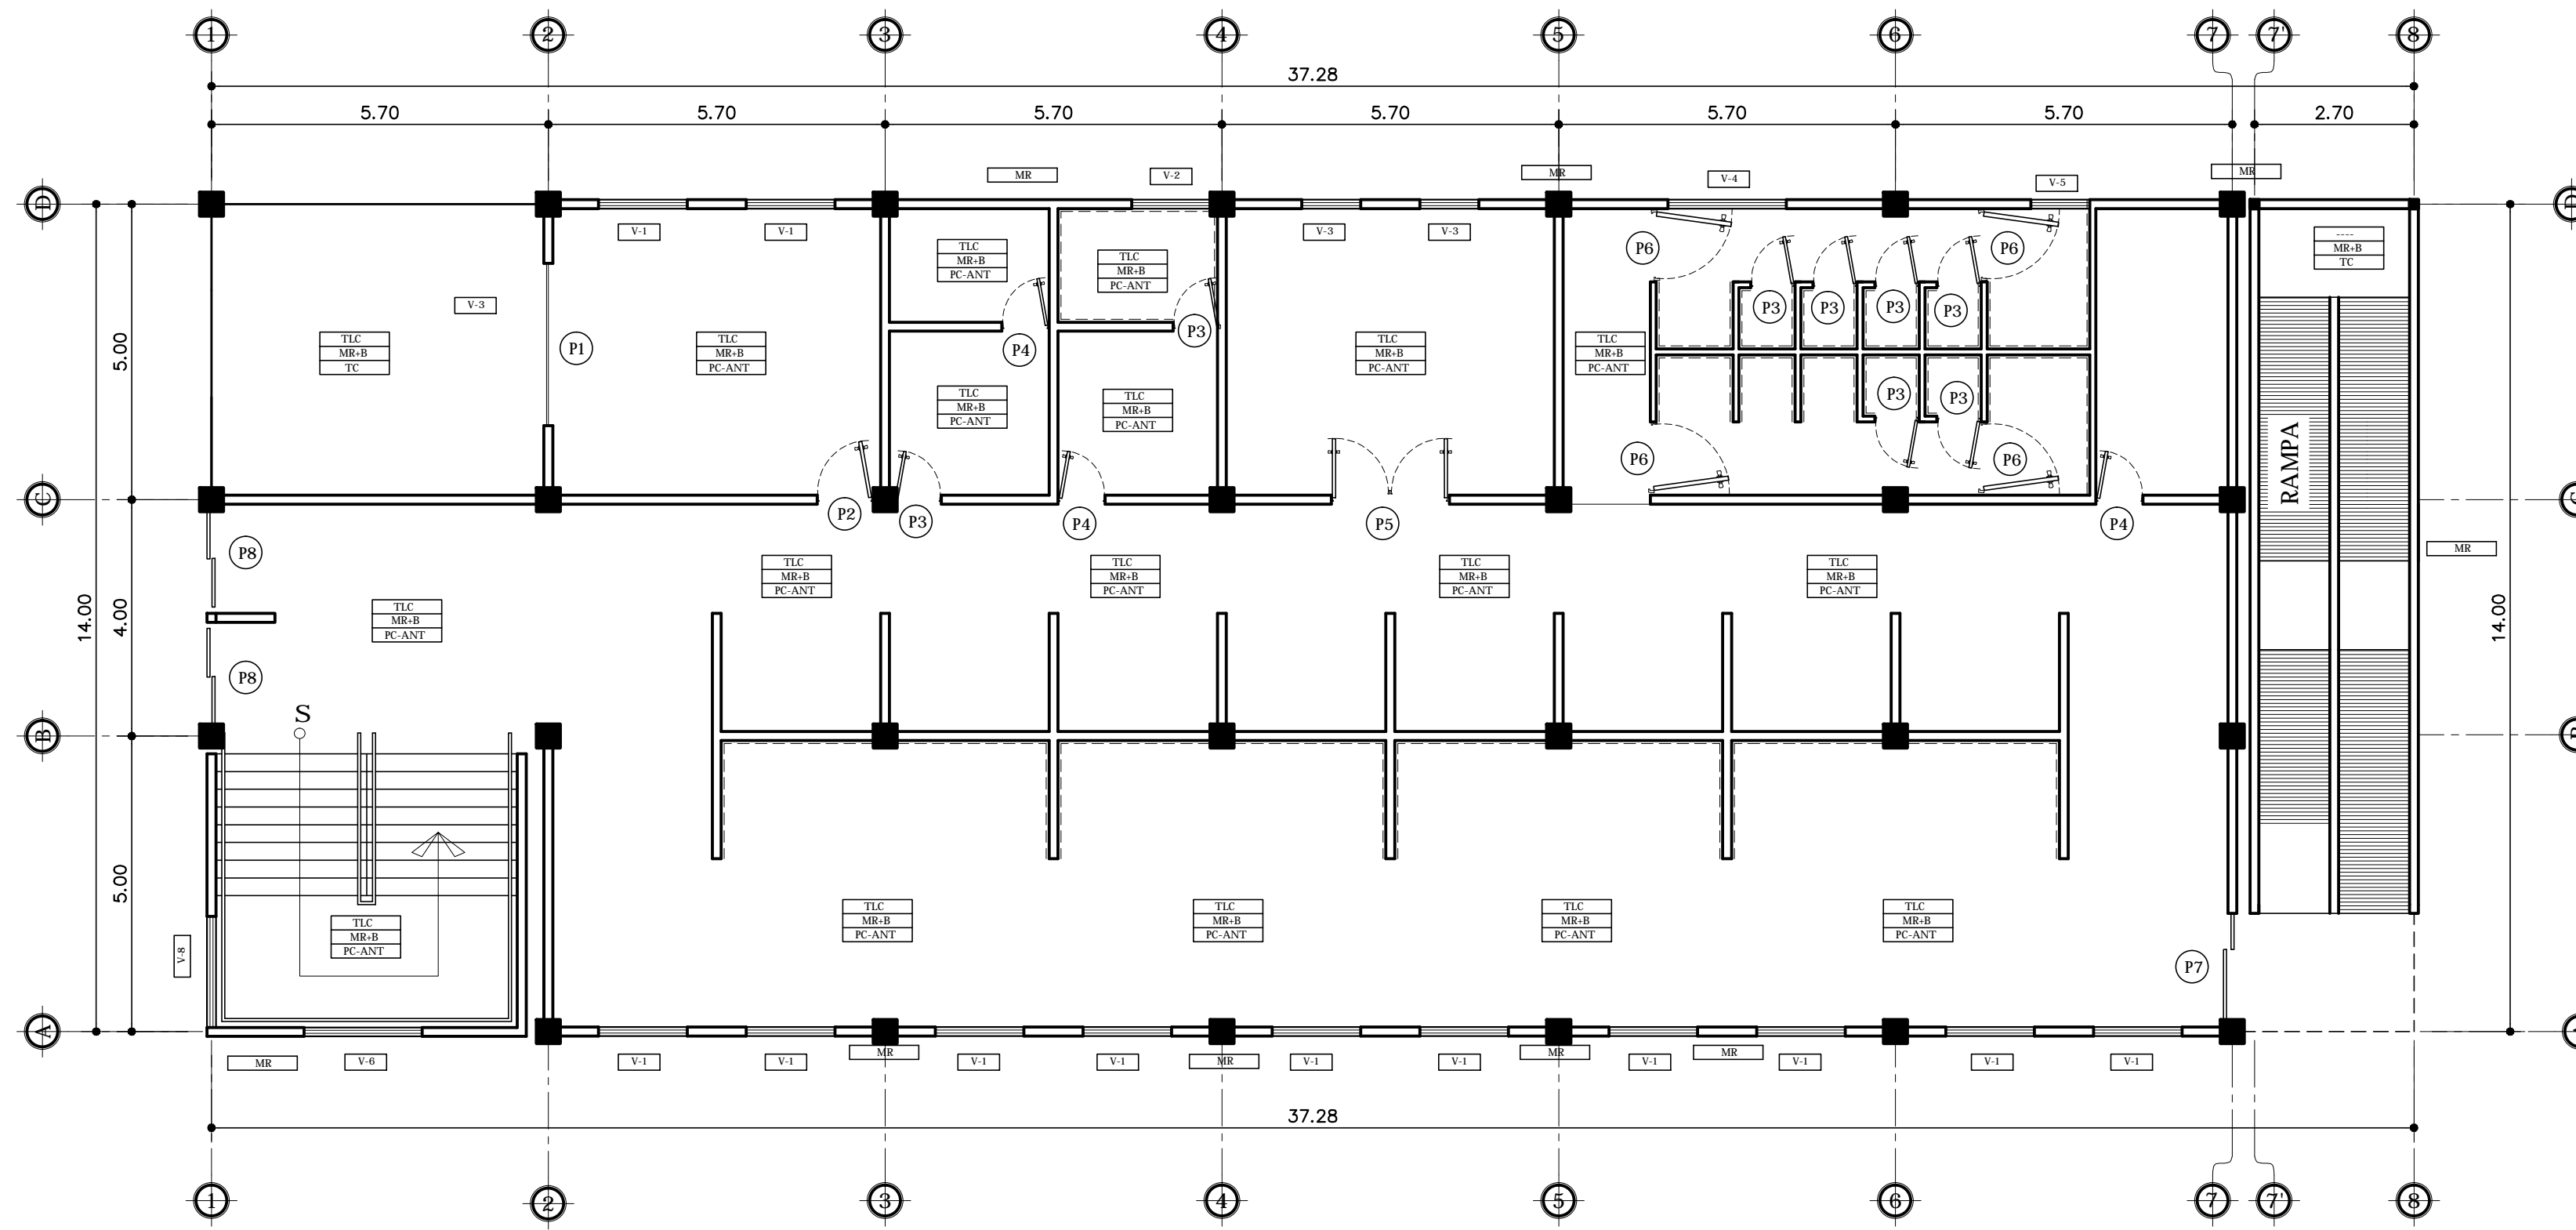 1 2 3 4 5 6 7 7' 8
37.28
5.70 5.70 5.70 5.70 5.70 5.70 2.70
MR V-2 MR V-4 V-5 MR
D
V-1 V-1 V-3 V-3
P6 P6
----
MR+B
TC
TLC
MR+B
PC-ANT
TLC
MR+B
PC-ANT
V-3
P3 P3 P3 P3
P3
5.00
TLC
MR+B
TC
P1
TLC
MR+B
PC-ANT
P4
TLC
MR+B
PC-ANT
TLC
MR+B
PC-ANT
TLC
MR+B
PC-ANT
TLC
MR+B
PC-ANT
P3 P3
P6 P6
RAMPA
C
P2 P3 P4 P5 P4
P8
MR
TLC
MR+B
PC-ANT
TLC
MR+B
PC-ANT
TLC
MR+B
PC-ANT
TLC
MR+B
PC-ANT
14.00
4.00
TLC
MR+B
PC-ANT
14.00
P8
S
B
5.00
TLC
MR+B
PC-ANT
TLC
MR+B
PC-ANT
TLC
MR+B
PC-ANT
TLC
MR+B
PC-ANT
TLC
MR+B
PC-ANT
V-8
P7
A
MR V-6 V-1 V-1 MR V-1 V-1 MR V-1 V-1 MR V-1 MR V-1 V-1 V-1
37.28
1 2 3 4 5 6 7 7' 8